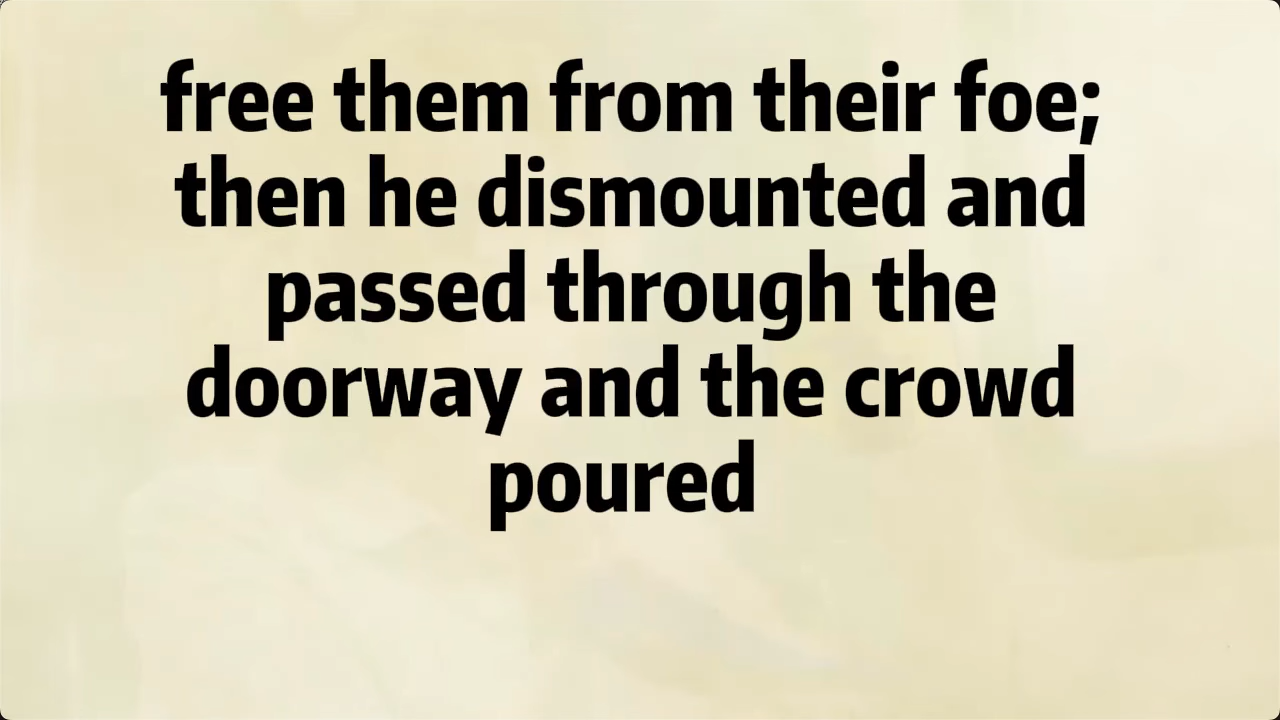 free them from their foe;
then he dismounted and
passed through the
doorway and the crowd
poured